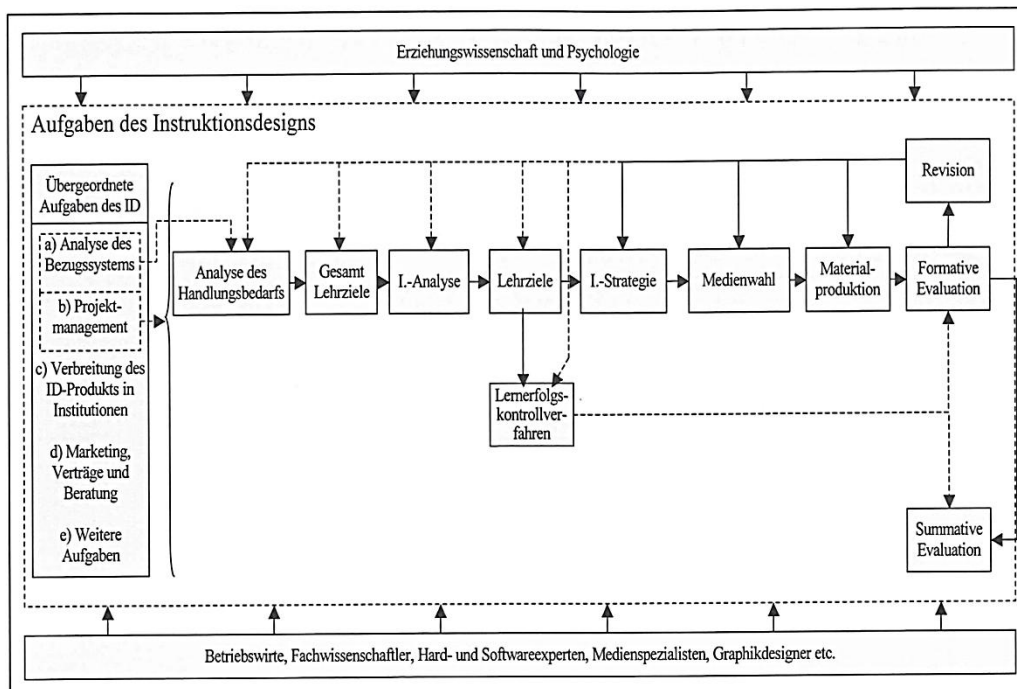 Erziehungswissenschaft und Psychologie
Aufgaben des Instruktionsdesigns
Übergeordnete
Aufgaben des ID
a) Analyse des
Bezugssystems
b) Projekt-
management
c) Verbreitung des
ID-Produkts in
Institutionen
d) Marketing,
Verträge und
Beratung
e) Weitere
Aufgaben
Analyse des
Handlungsbedarfs
Gesamt
Lehrziele
I.-Analyse
Lehrziele
I.-Strategie
Medienwahl
Material-
produktion
Formative
Evaluation
Revision
Lernerfolgs-
kontrollver-
fahren
Summative
Evaluation
Betriebswirte, Fachwissenschaftler, Hard- und Softwareexperten, Medienspezialisten, Graphikdesigner etc.